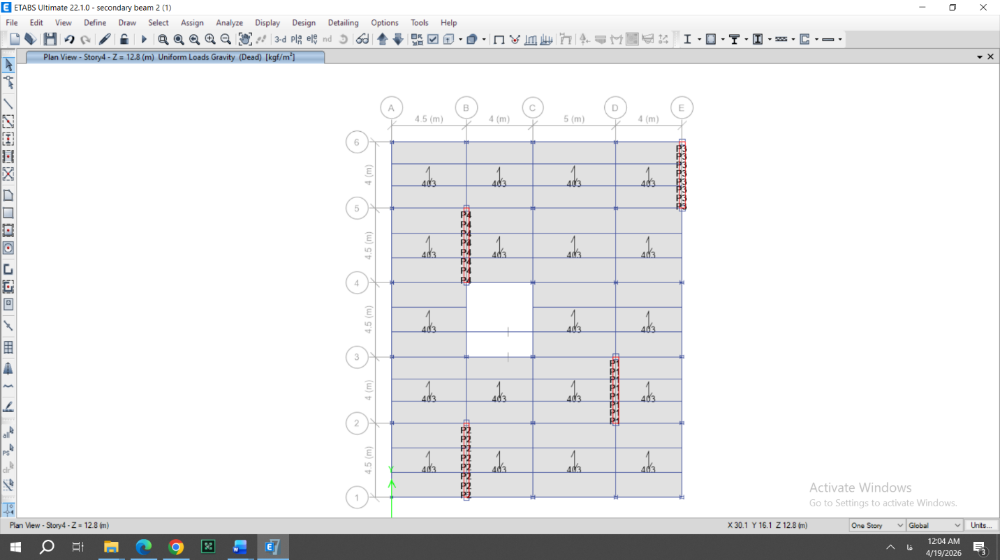 ETABS Ultimate 22.1.0 - secondary beam 2 (1)
File Edit View Define Draw Select Assign Analyze Display Design Detailing Options Tools Help
3-d pla ele nd
Plan View - Story4 - Z = 12.8 (m) Uniform Loads Gravity (Dead) [kgf/m²]
A B C D E
4.5 (m) 4 (m) 5 (m) 4 (m)
6
P3
P3
P3
4 (m)
403 403 403 403
P3
P3
P3
P3
P3
5
P4
P4
P4
P4
4.5 (m)
403 403 403 403
P4
P4
P4
P4
4
4.5 (m)
403 403 403
3
P1
P1
P1
P1
4 (m)
403 403 403 403
P1
P1
P1
P1
2
P2
P2
P2
P2
4.5 (m)
403 403 403 403
P2
P2
P2
P2
Y
1
all
PS
clr
Activate Windows
Go to Settings to activate Windows.
Plan View - Story4 - Z = 12.8 (m) X 30.1 Y 16.1 Z 12.8 (m) One Story Global Units...
12:04 AM
فا
4/19/2026
3